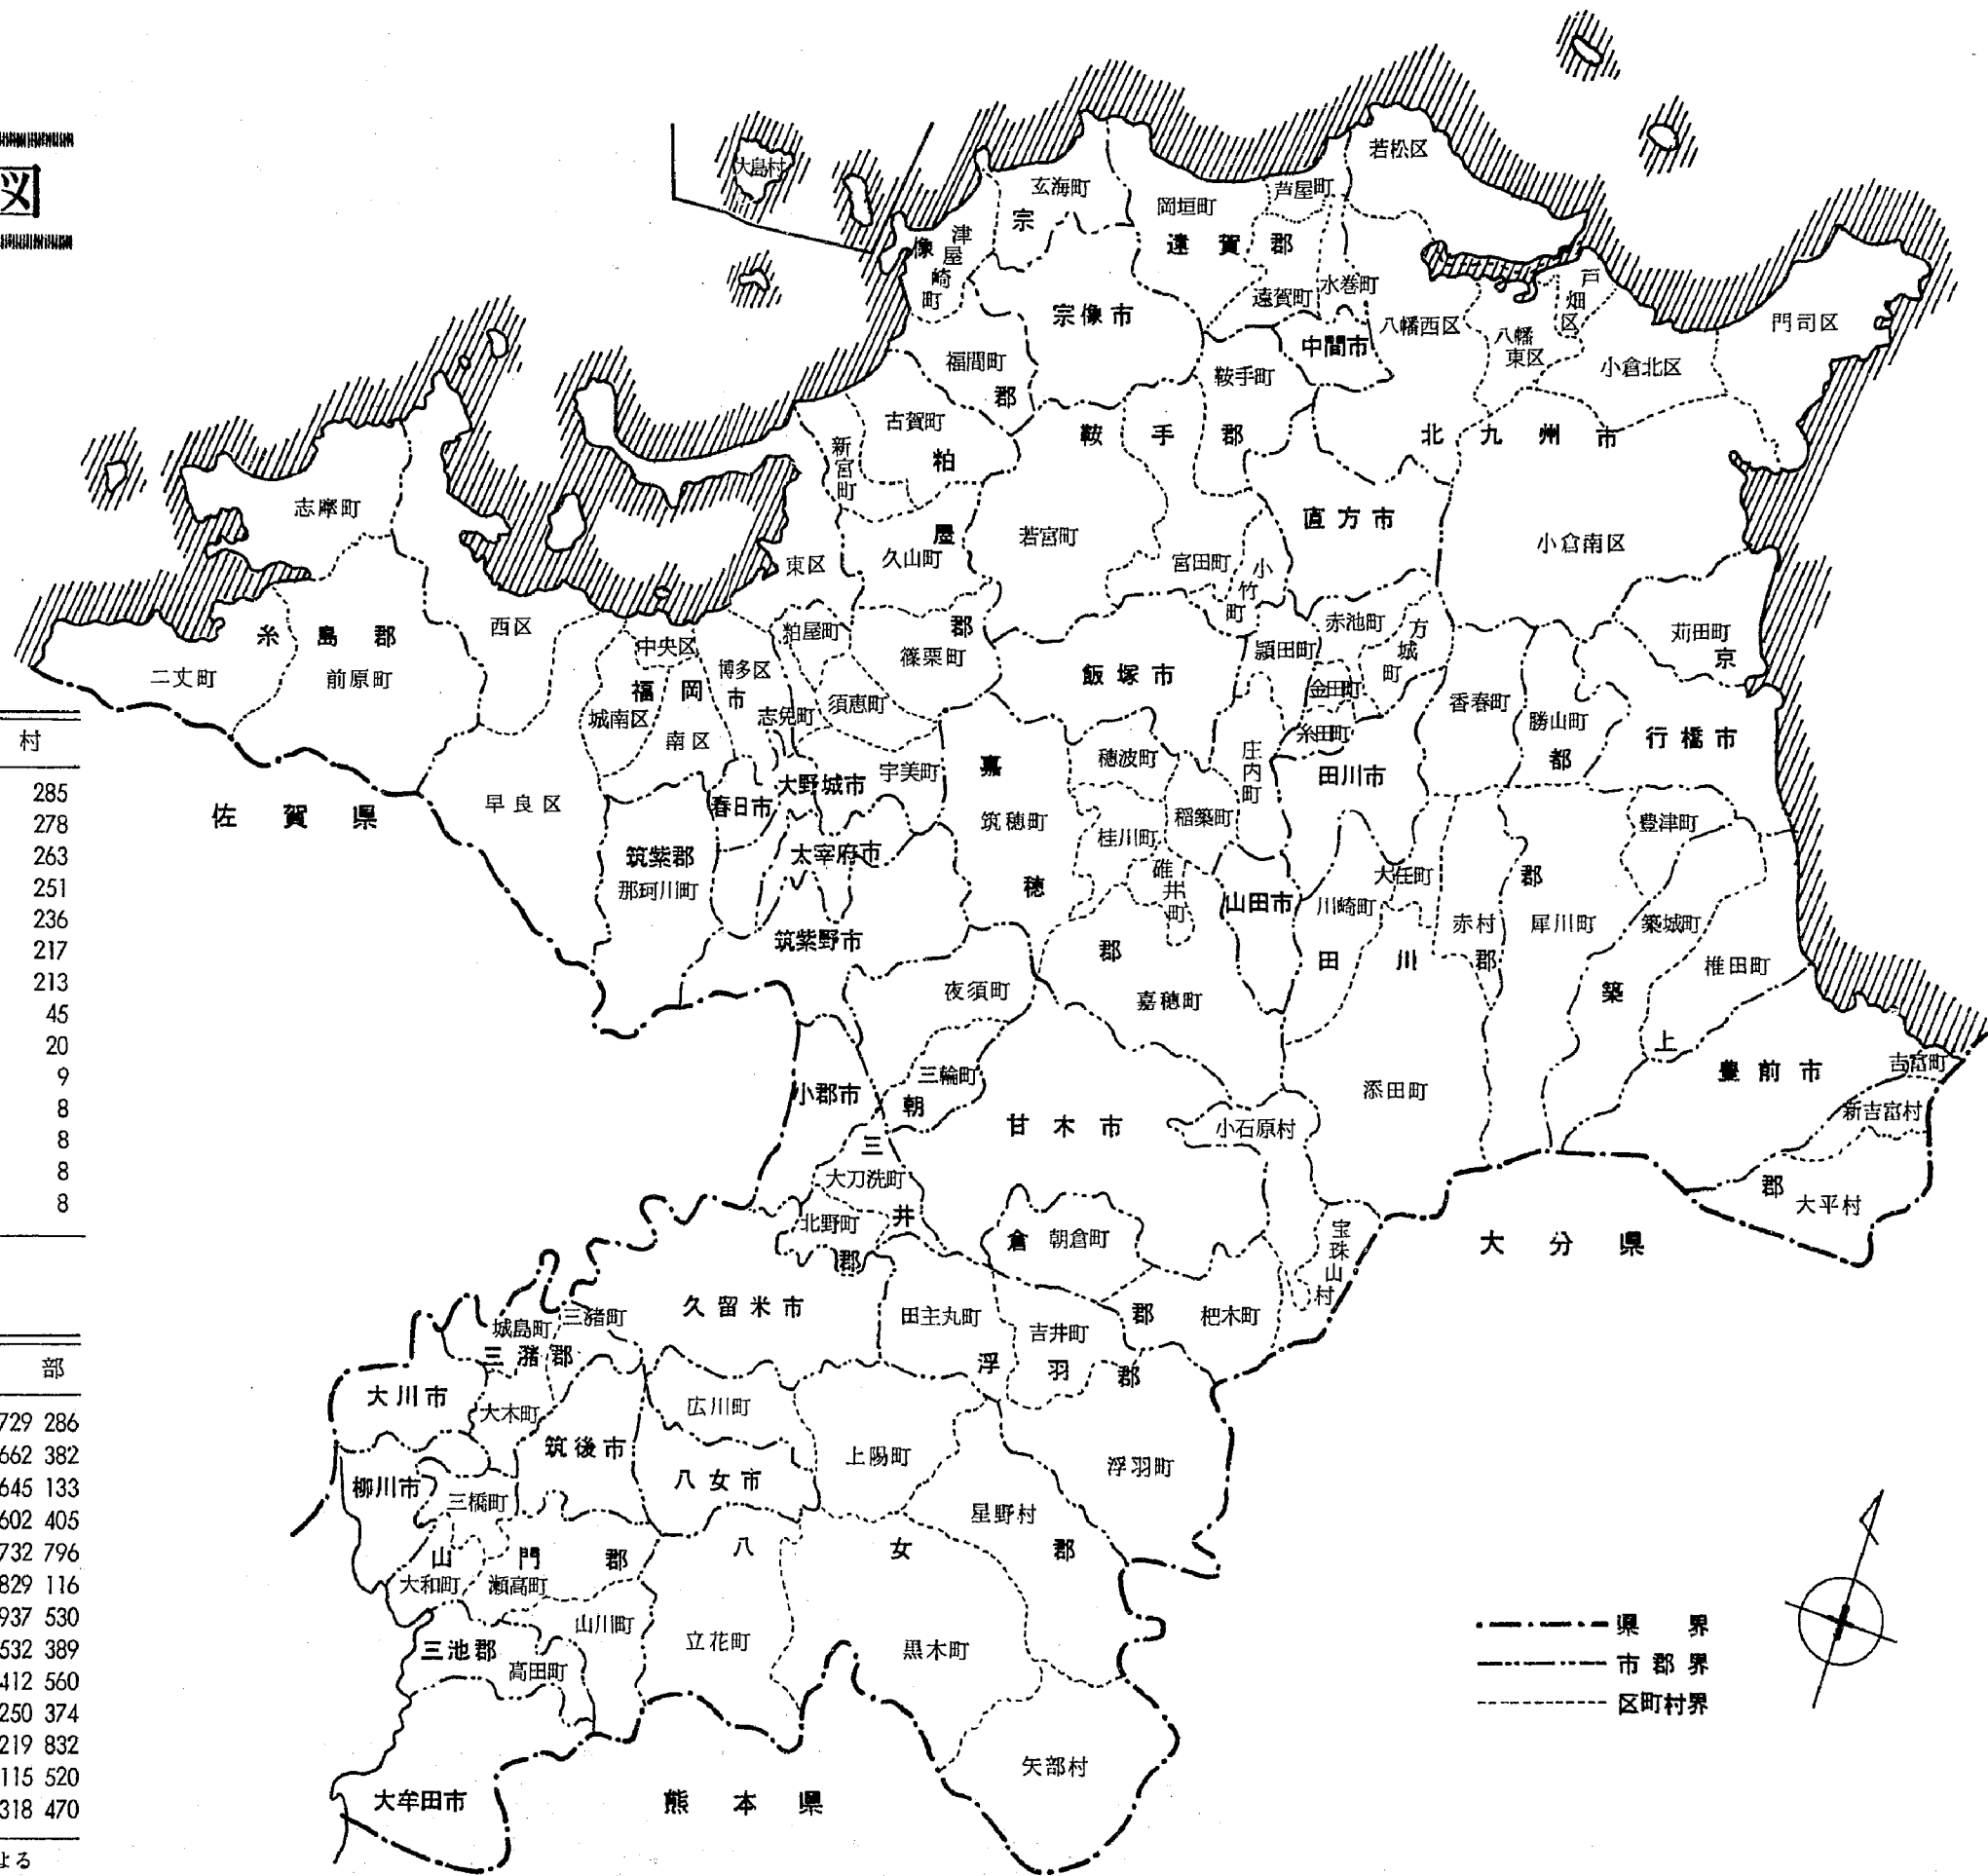 図
村
285
278
263
251
236
217
213
45
20
9
8
8
8
8
部
729 286
662 382
645 133
602 405
732 796
829 116
937 530
532 389
412 560
250 374
219 832
115 520
318 470
よる
大島村
玄海町
宗像郡
津屋崎町
福間町
宗像市
岡垣町
芦屋町
遠賀郡
遠賀町
水巻町
中間市
若松区
八幡西区
八幡東区
戸畑区
小倉北区
門司区
北九州市
小倉南区
鞍手町
鞍手郡
若宮町
宮田町
小竹町
直方市
古賀町
新宮町
粕屋郡
久山町
篠栗町
粕屋町
須恵町
志免町
宇美町
東区
博多区
中央区
福岡市
城南区
南区
西区
早良区
志摩町
糸島郡
二丈町
前原町
佐賀県
春日市
大野城市
太宰府市
筑紫郡
那珂川町
筑紫野市
飯塚市
穂波町
頴田町
庄内町
稲築町
嘉穂郡
筑穂町
桂川町
碓井町
嘉穂町
山田市
赤池町
方城町
金田町
糸田町
田川市
香春町
大任町
川崎町
赤村
田川郡
添田町
苅田町
京都郡
勝山町
行橋市
豊津町
犀川町
築城町
椎田町
築上郡
豊前市
吉富町
新吉富村
大平村
大分県
夜須町
三輪町
朝倉郡
小郡市
三井郡
大刀洗町
北野町
甘木市
小石原村
宝珠山村
朝倉町
杷木町
久留米市
田主丸町
吉井町
浮羽郡
浮羽町
城島町
三潴町
三潴郡
大木町
大川市
筑後市
柳川市
三橋町
山門郡
大和町
瀬高町
山川町
三池郡
高田町
大牟田市
広川町
八女市
上陽町
星野村
八女郡
立花町
黒木町
矢部村
熊本県
県界
市郡界
区町村界